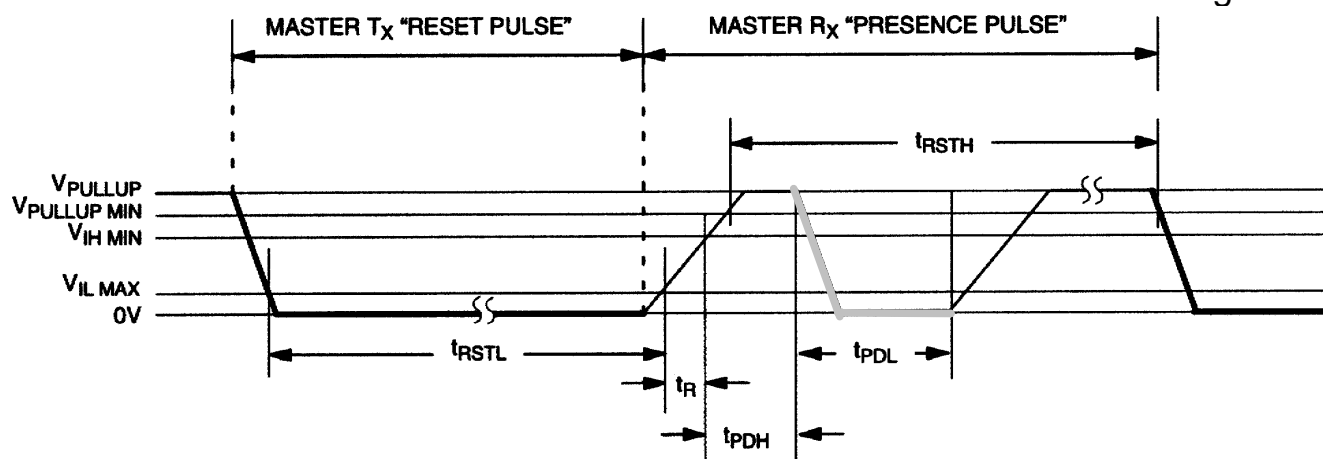 MASTER TX “RESET PULSE”
MASTER RX “PRESENCE PULSE”
tRSTH
VPULLUP
VPULLUP MIN
VIH MIN
VIL MAX
0V
tRSTL
tPDL
tR
tPDH